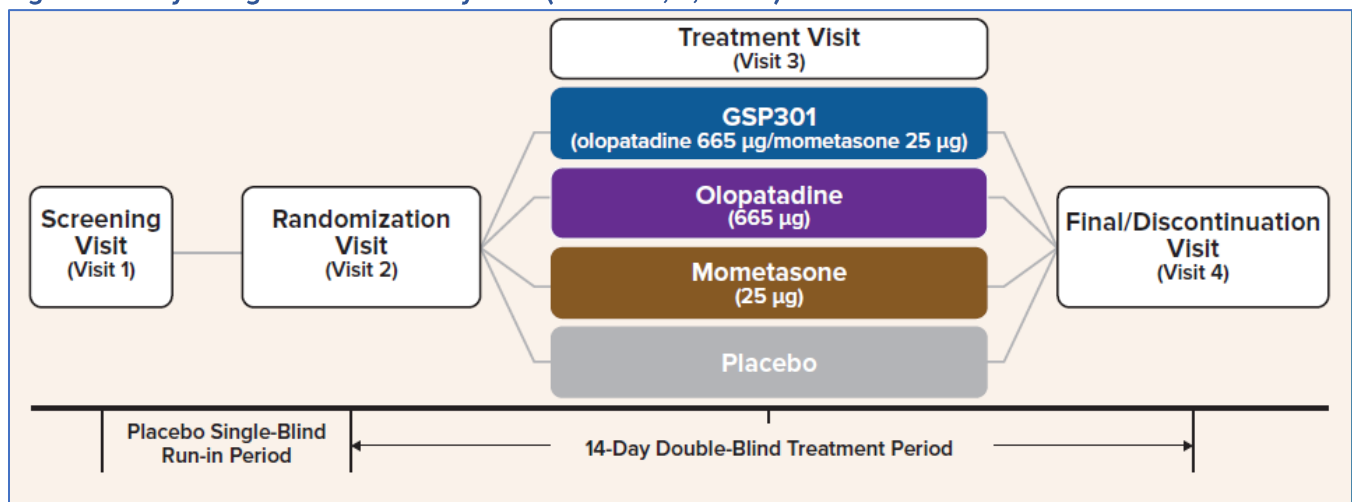 Treatment Visit
(Visit 3)
GSP301
(olopatadine 665 µg/mometasone 25 µg)
Olopatadine
(665 µg)
Mometasone
(25 µg)
Placebo
Screening
Visit
(Visit 1)
Randomization
Visit
(Visit 2)
Final/Discontinuation
Visit
(Visit 4)
Placebo Single-Blind
Run-in Period
14-Day Double-Blind Treatment Period